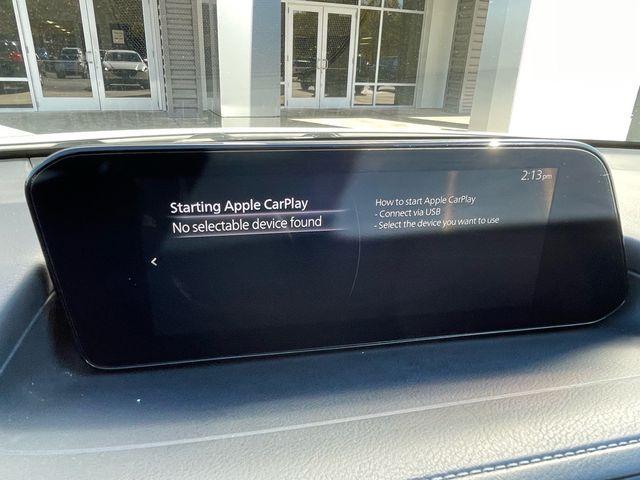 2:13pm
Starting Apple CarPlay
No selectable device found
How to start Apple CarPlay
- Connect via USB
- Select the device you want to use